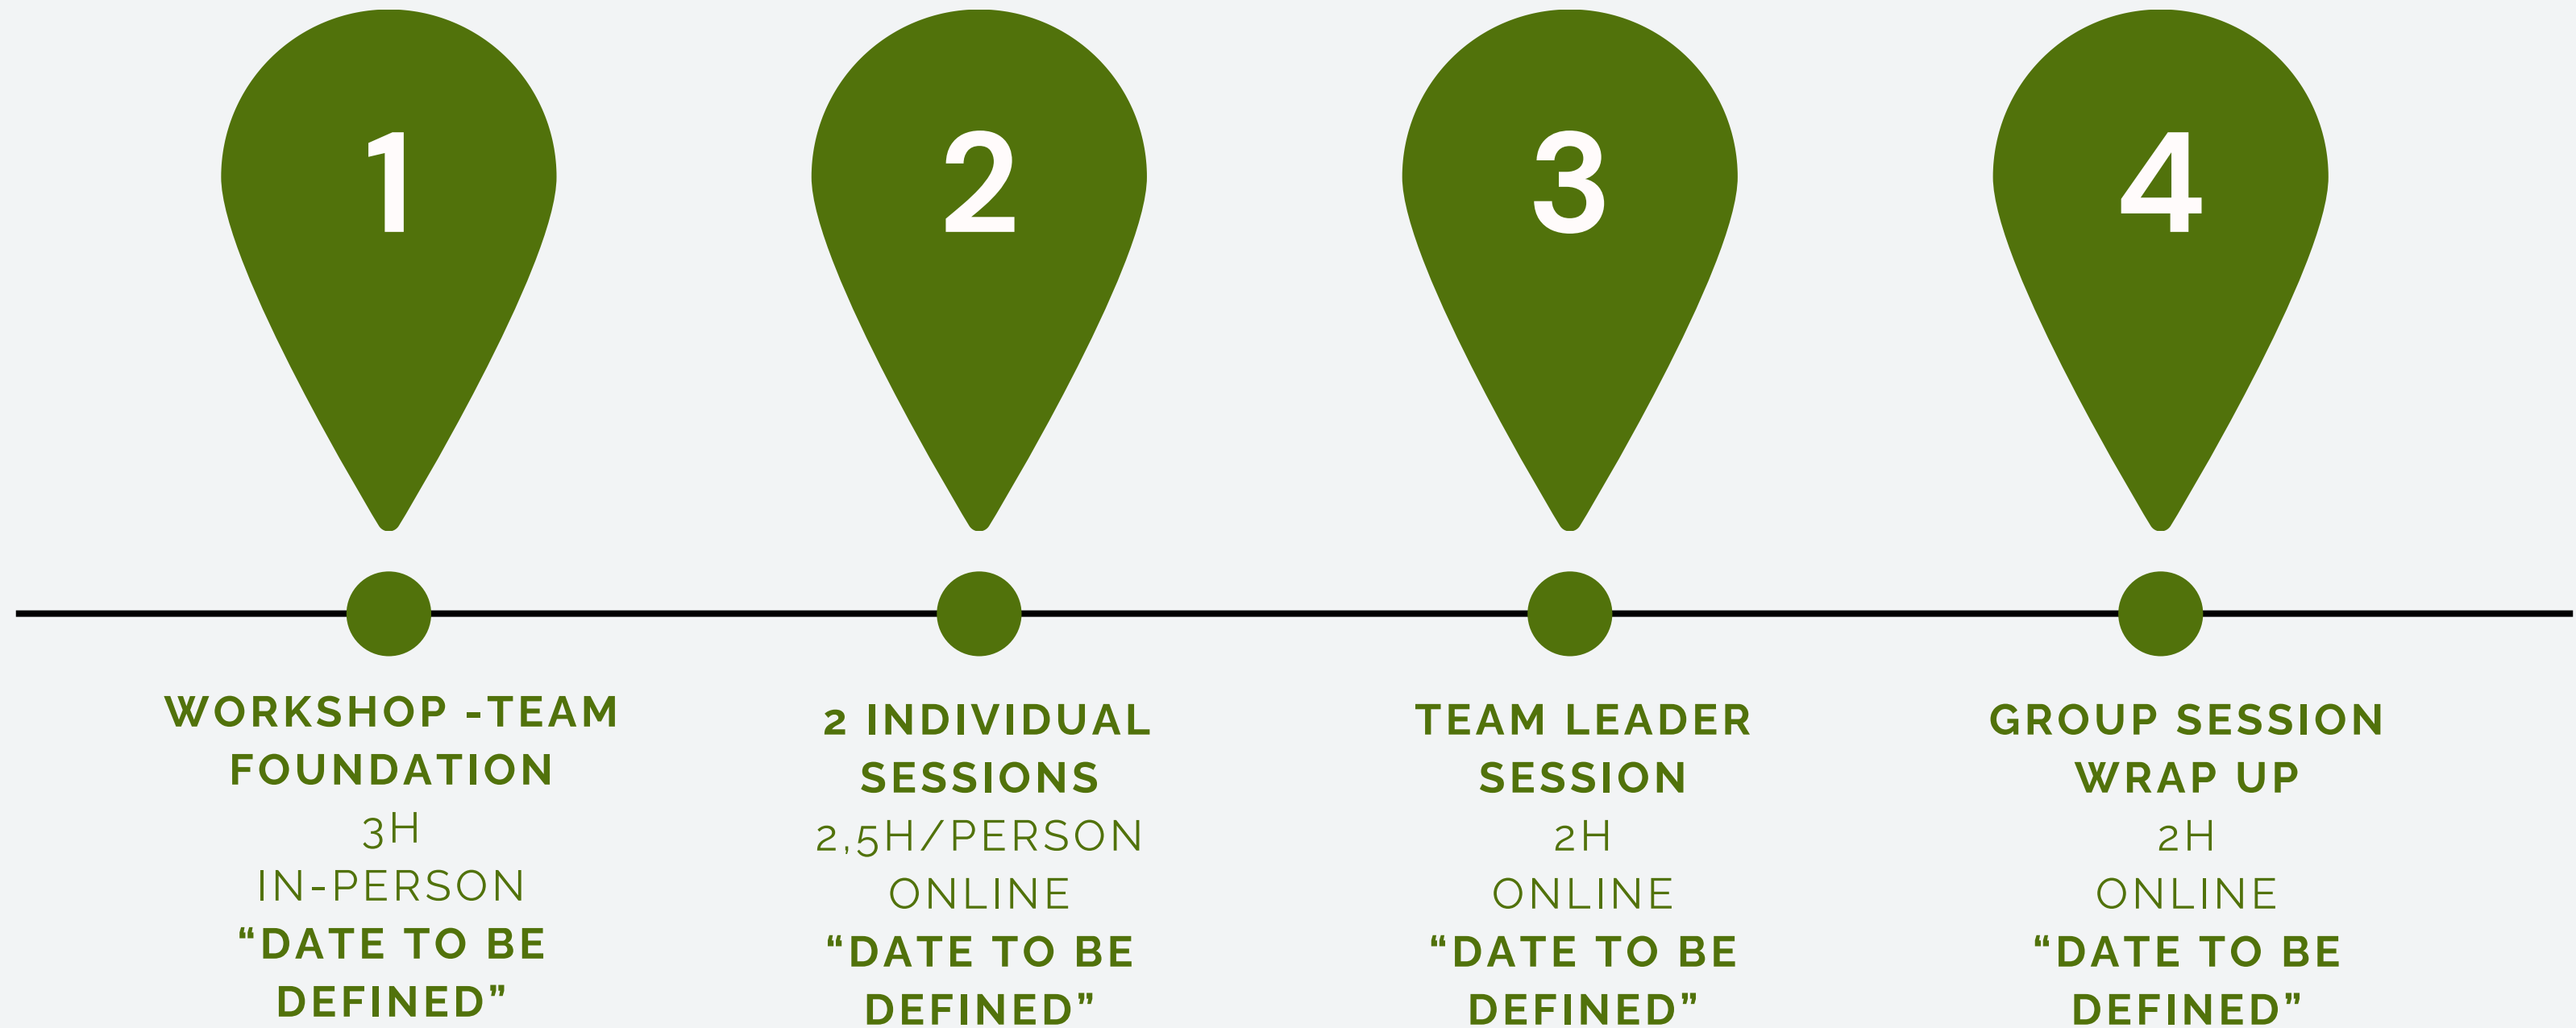 1
2
3
4
WORKSHOP -TEAM
FOUNDATION
3H
IN-PERSON
“DATE TO BE
DEFINED”
2 INDIVIDUAL
SESSIONS
2,5H/PERSON
ONLINE
“DATE TO BE
DEFINED”
TEAM LEADER
SESSION
2H
ONLINE
“DATE TO BE
DEFINED”
GROUP SESSION
WRAP UP
2H
ONLINE
“DATE TO BE
DEFINED”